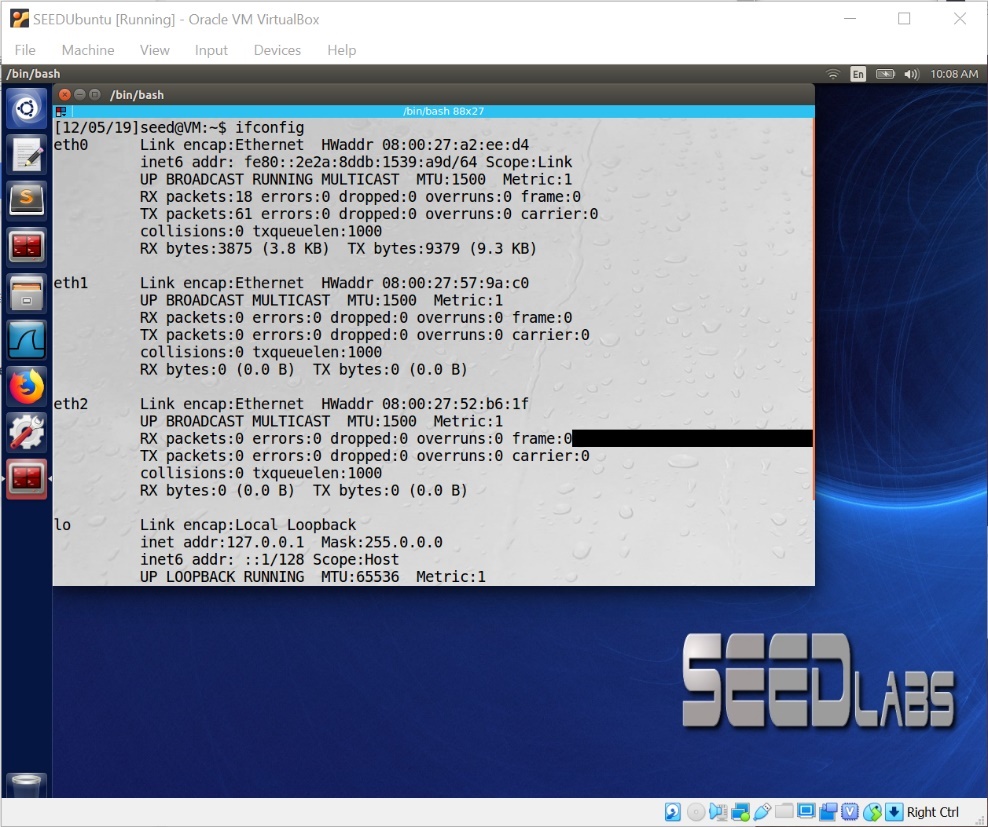 SEEDUbuntu [Running] - Oracle VM VirtualBox
File Machine View Input Devices Help
/bin/bash En 10:08 AM
/bin/bash
/bin/bash 88x27
[12/05/19]seed@VM:~$ ifconfig
eth0 Link encap:Ethernet HWaddr 08:00:27:a2:ee:d4
inet6 addr: fe80::2e2a:8ddb:1539:a9d/64 Scope:Link
UP BROADCAST RUNNING MULTICAST MTU:1500 Metric:1
RX packets:18 errors:0 dropped:0 overruns:0 frame:0
TX packets:61 errors:0 dropped:0 overruns:0 carrier:0
collisions:0 txqueuelen:1000
RX bytes:3875 (3.8 KB) TX bytes:9379 (9.3 KB)
eth1 Link encap:Ethernet HWaddr 08:00:27:57:9a:c0
UP BROADCAST MULTICAST MTU:1500 Metric:1
RX packets:0 errors:0 dropped:0 overruns:0 frame:0
TX packets:0 errors:0 dropped:0 overruns:0 carrier:0
collisions:0 txqueuelen:1000
RX bytes:0 (0.0 B) TX bytes:0 (0.0 B)
eth2 Link encap:Ethernet HWaddr 08:00:27:52:b6:1f
UP BROADCAST MULTICAST MTU:1500 Metric:1
RX packets:0 errors:0 dropped:0 overruns:0 frame:0
TX packets:0 errors:0 dropped:0 overruns:0 carrier:0
collisions:0 txqueuelen:1000
RX bytes:0 (0.0 B) TX bytes:0 (0.0 B)
lo Link encap:Local Loopback
inet addr:127.0.0.1 Mask:255.0.0.0
inet6 addr: ::1/128 Scope:Host
UP LOOPBACK RUNNING MTU:65536 Metric:1
SEEDLABS
Right Ctrl